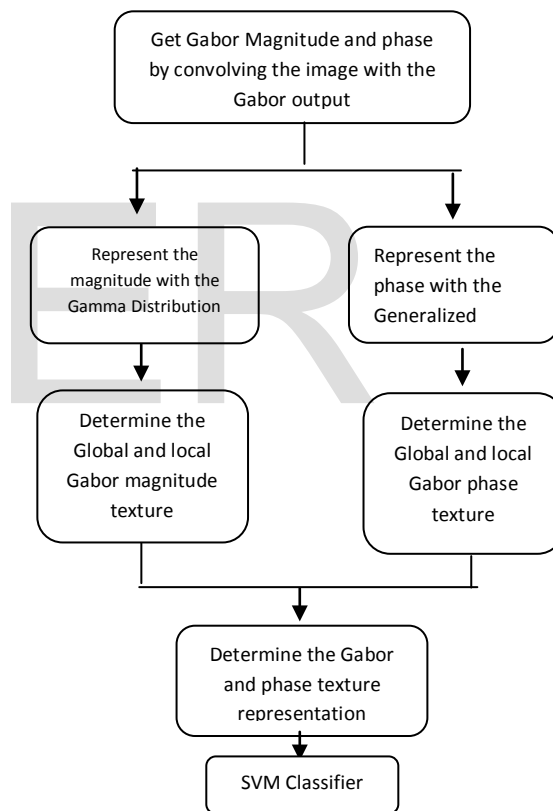 Get Gabor Magnitude and phase
by convolving the image with the
Gabor output
Represent the
magnitude with the
Gamma Distribution
Represent the
phase with the
Generalized
Determine the
Global and local
Gabor magnitude
texture
Determine the
Global and local
Gabor phase
texture
Determine the Gabor
and phase texture
representation
SVM Classifier
ER